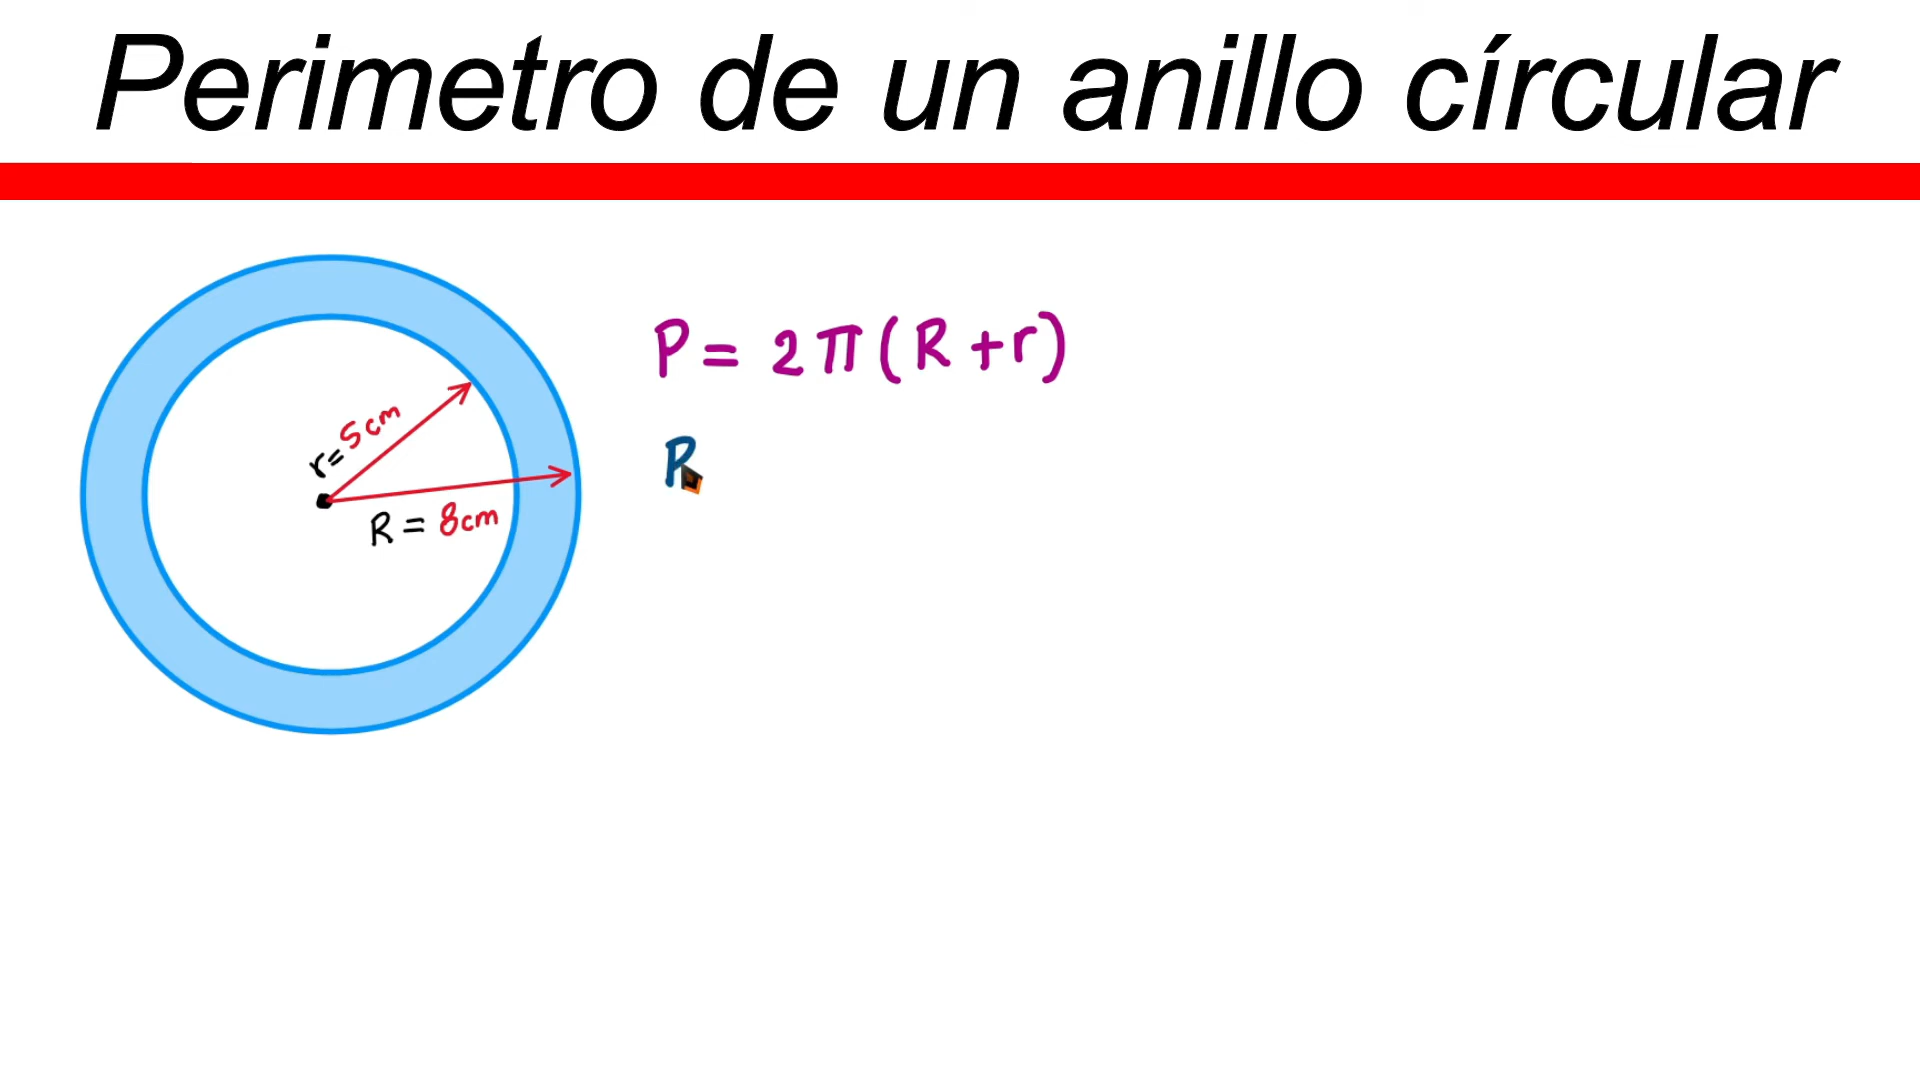 Perimetro de un anillo círcular
P = 2π(R + r)
r = 5cm
R
R = 8cm